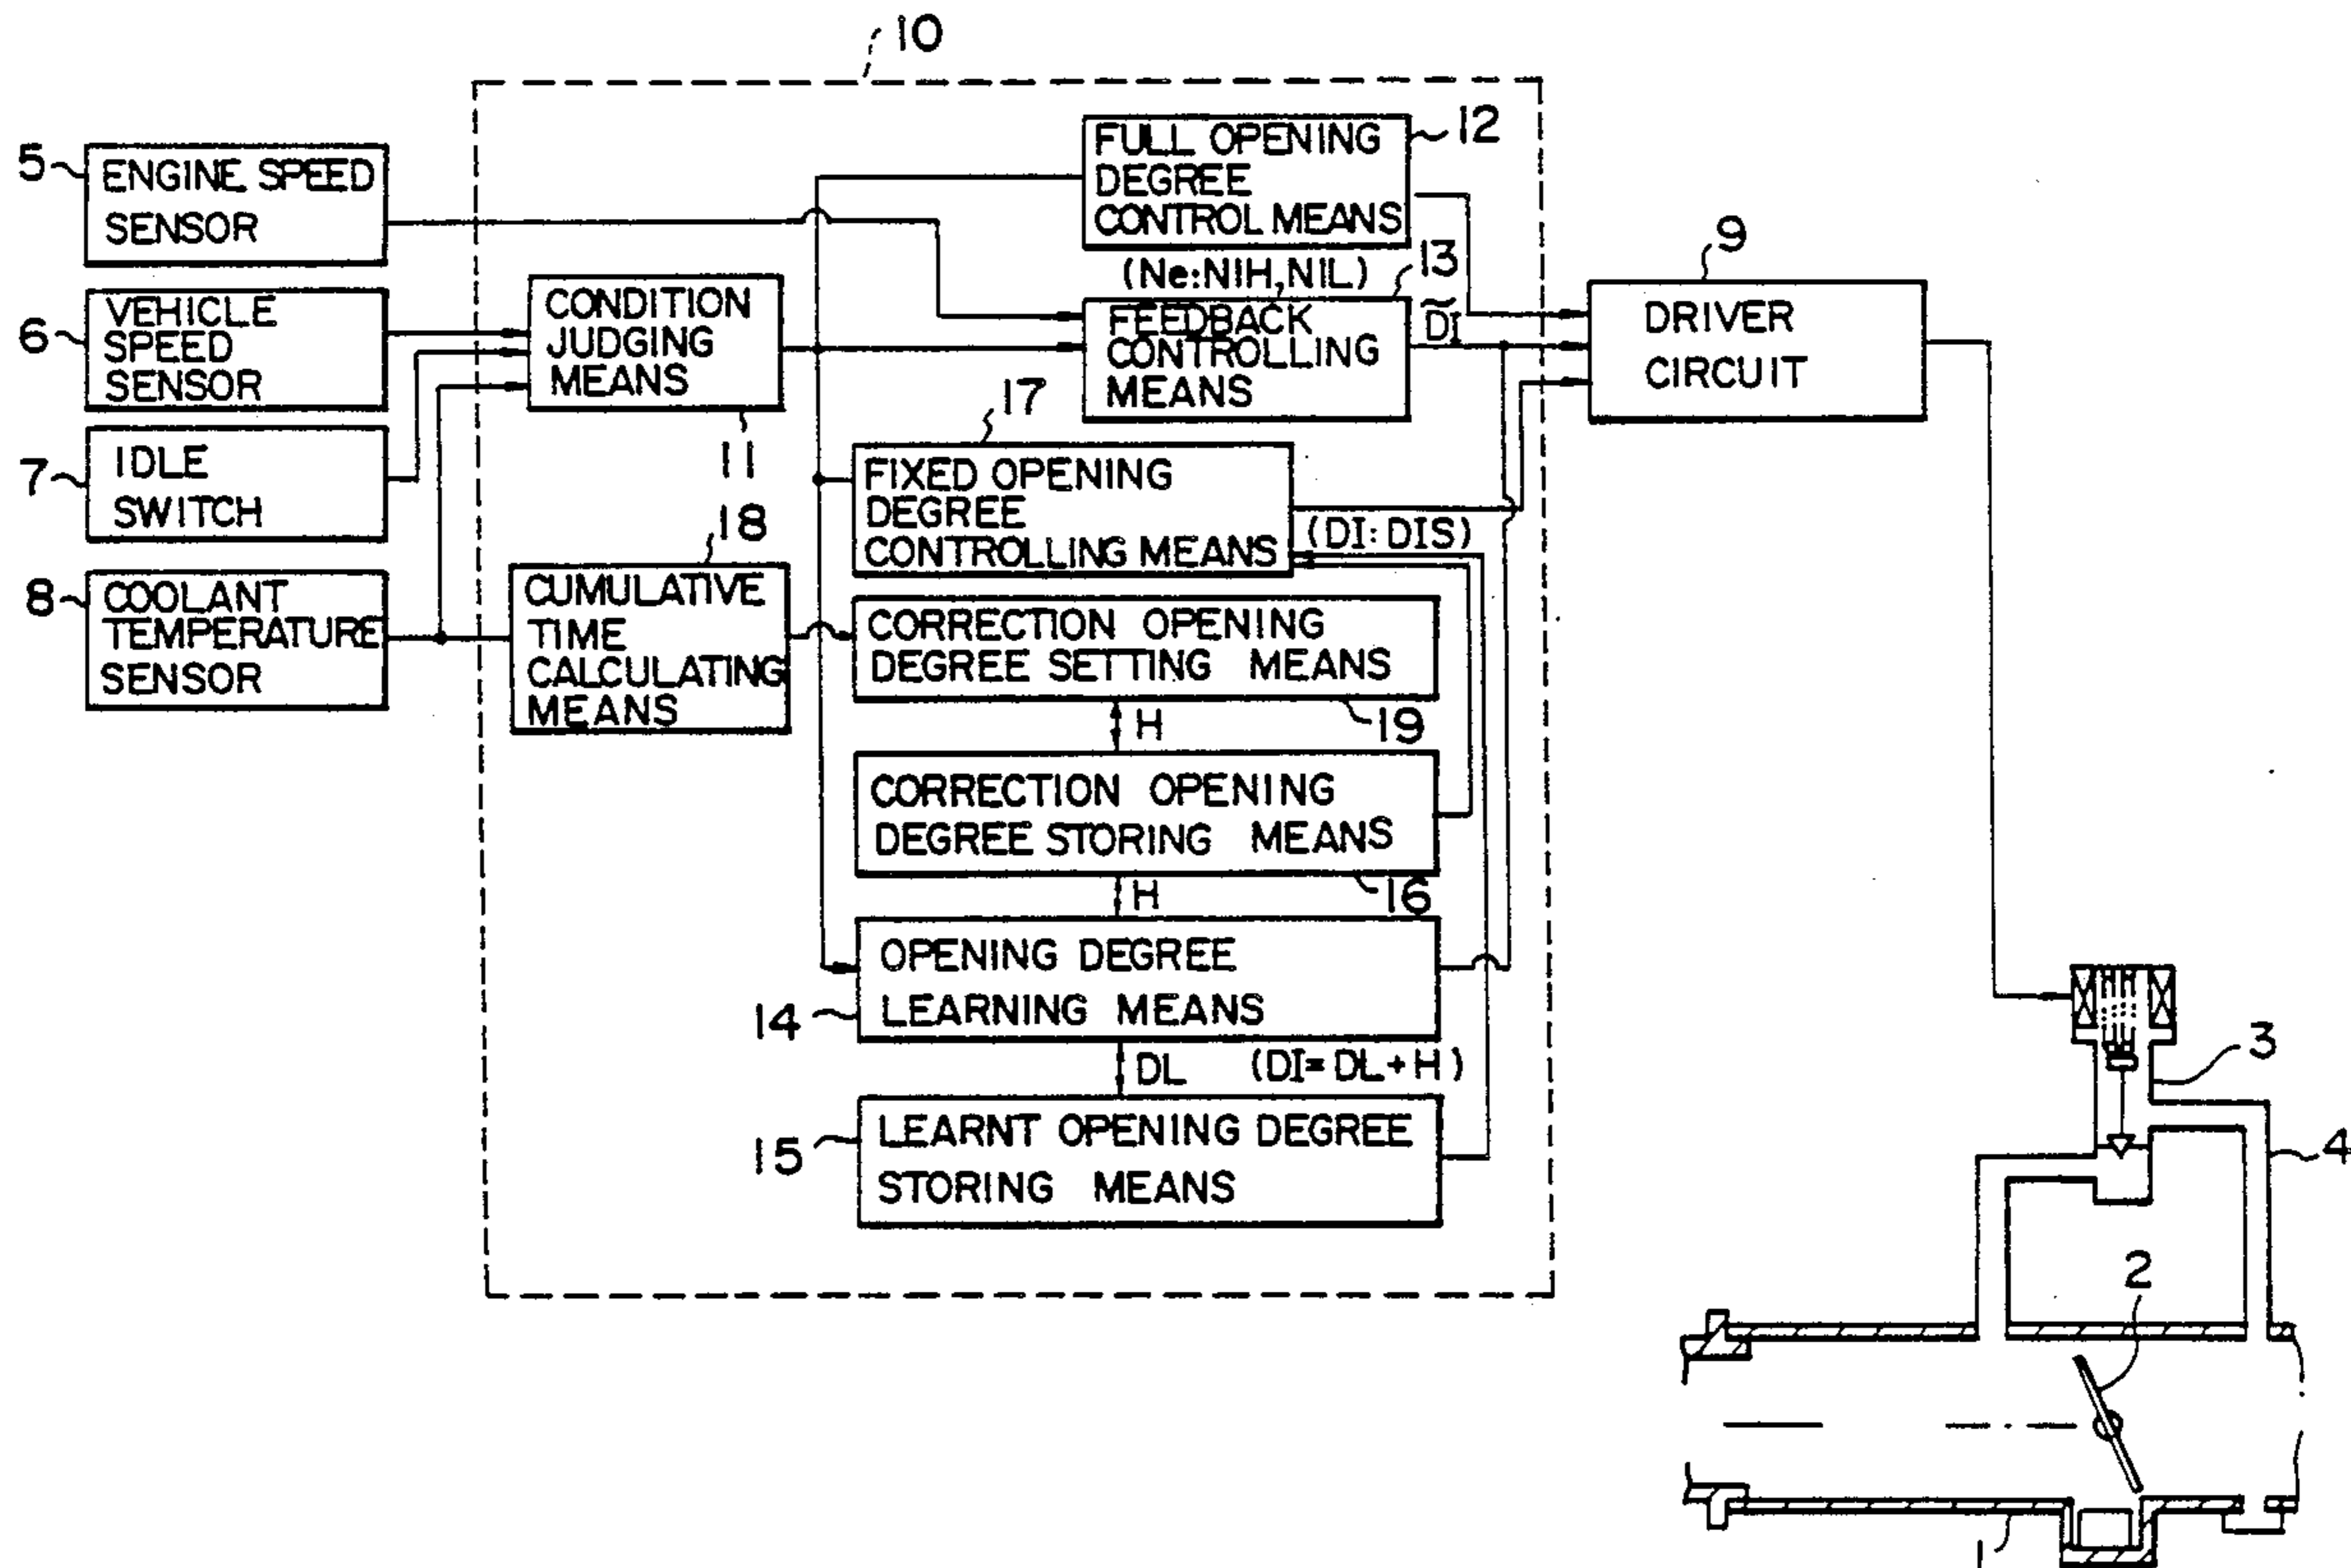 10
5
ENGINE SPEED
SENSOR
6
VEHICLE
SPEED
SENSOR
7
IDLE
SWITCH
8
COOLANT
TEMPERATURE
SENSOR
CONDITION
JUDGING
MEANS
11
18
CUMULATIVE
TIME
CALCULATING
MEANS
FULL OPENING
DEGREE
CONTROL MEANS
12
(Ne:NIH,NIL)
13
FEEDBACK
CONTROLLING
MEANS
DI
17
FIXED OPENING
DEGREE
CONTROLLING MEANS
(DI:DIS)
CORRECTION OPENING
DEGREE SETTING MEANS
19
H
CORRECTION OPENING
DEGREE STORING MEANS
16
H
OPENING DEGREE
LEARNING MEANS
14
DL
(DI=DL+H)
15
LEARNT OPENING DEGREE
STORING MEANS
9
DRIVER
CIRCUIT
3
4
2
1